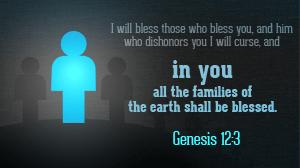 I will bless those who bless you, and him
who dishonors you I will curse, and
in you
all the families of
the earth shall be blessed.
Genesis 12:3